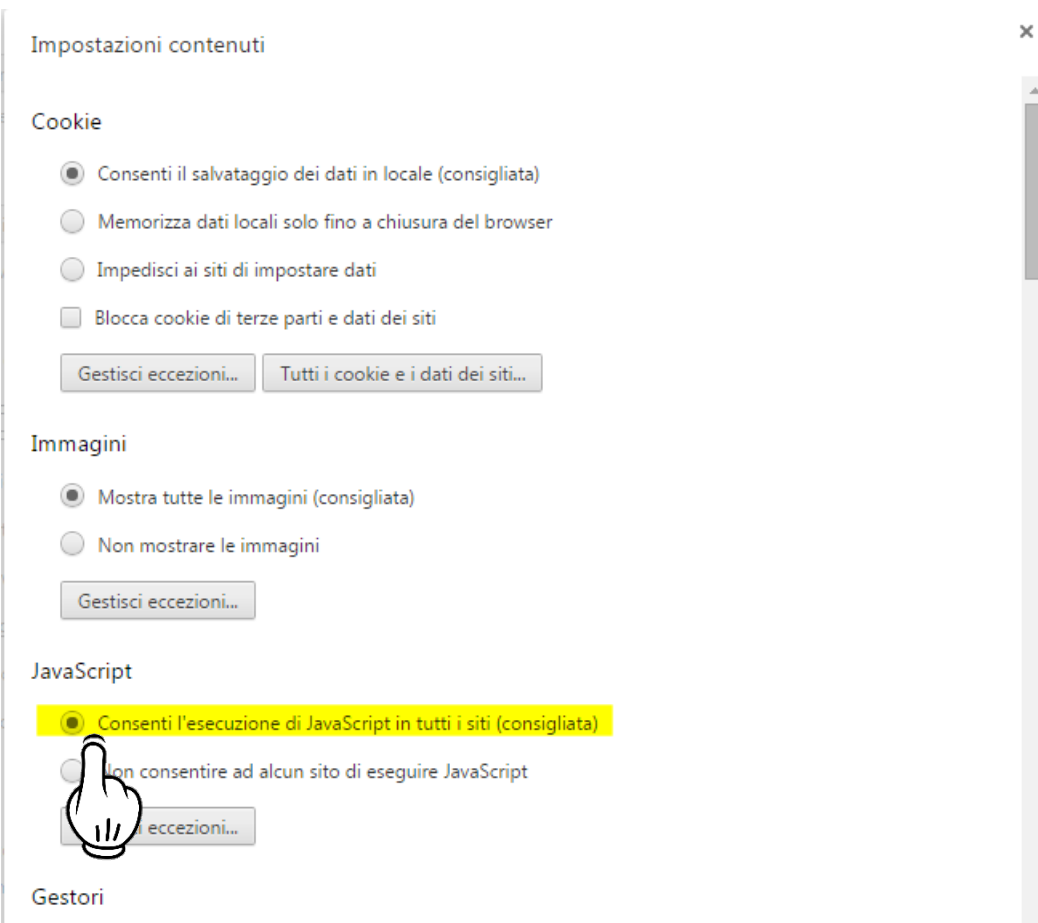 Impostazioni contenuti
Cookie
Consenti il salvataggio dei dati in locale (consigliata)
Memorizza dati locali solo fino a chiusura del browser
Impedisci ai siti di impostare dati
Blocca cookie di terze parti e dati dei siti
Gestisci eccezioni... Tutti i cookie e i dati dei siti...
Immagini
Mostra tutte le immagini (consigliata)
Non mostrare le immagini
Gestisci eccezioni...
JavaScript
Consenti l'esecuzione di JavaScript in tutti i siti (consigliata)
Non consentire ad alcun sito di eseguire JavaScript
eccezioni...
Gestori